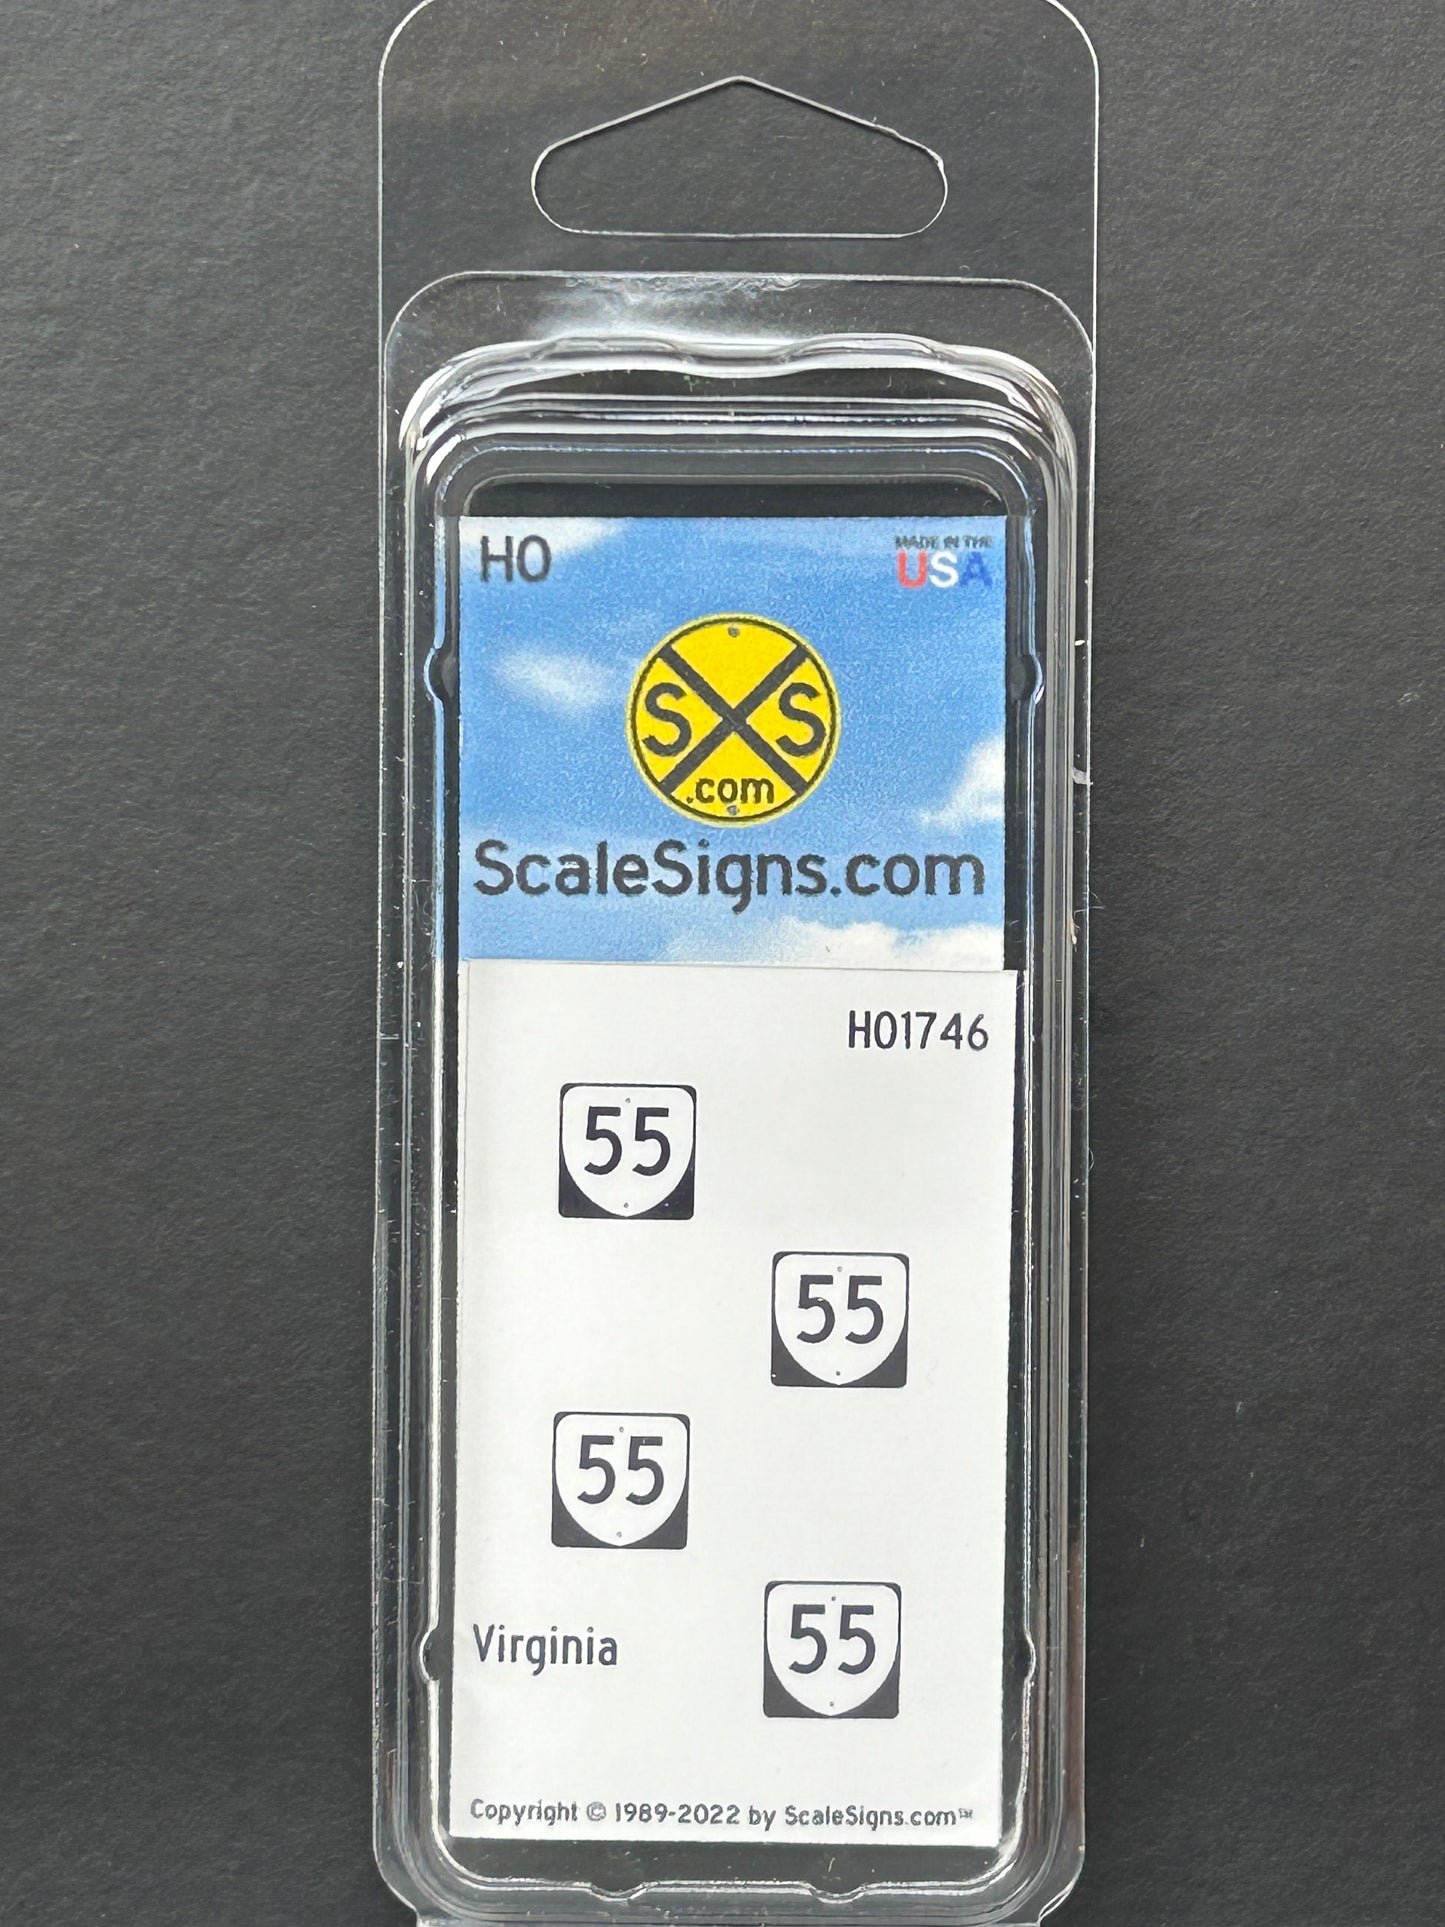 HO
MADE IN THE
USA
S S
.com
ScaleSigns.com
HO1746
55
55
55
55
Virginia
Copyright © 1989-2022 by ScaleSigns.com™